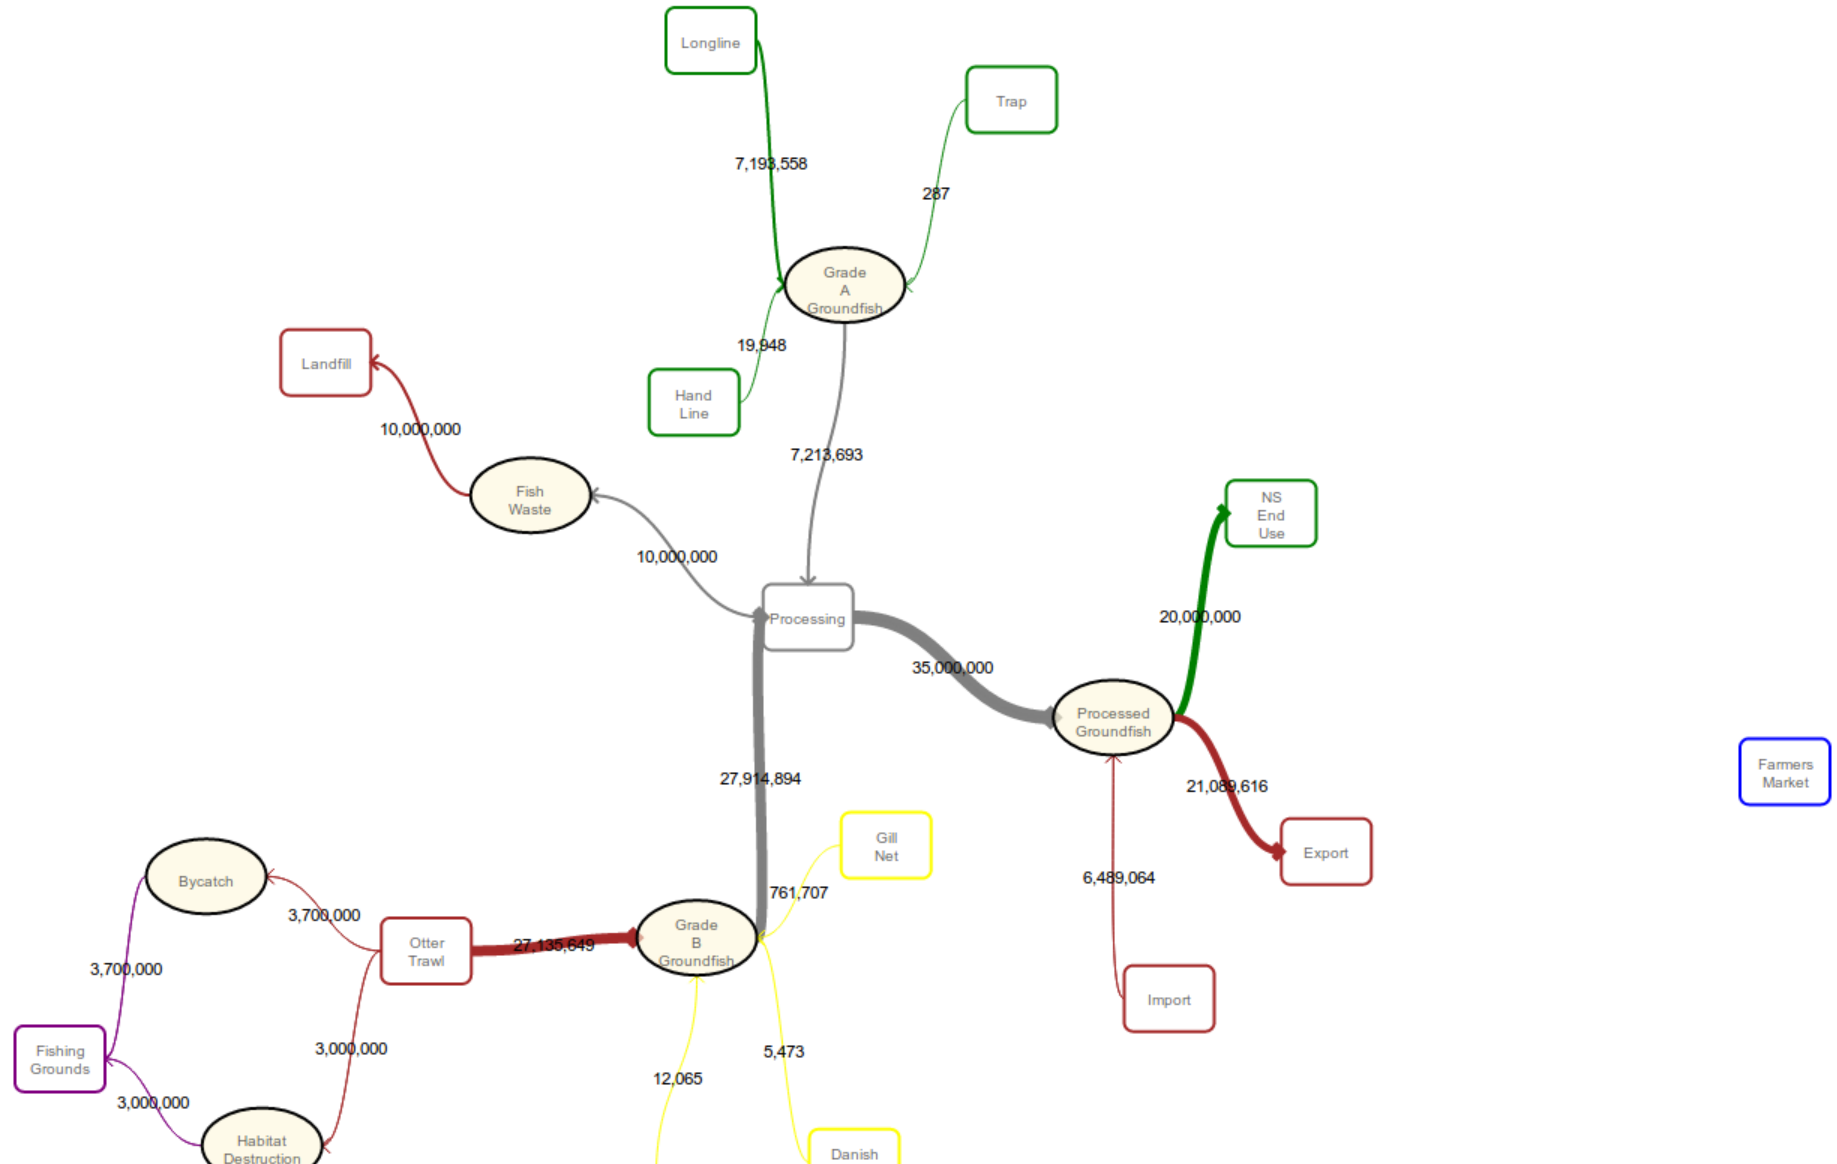 Longline
Trap
7,193,558
287
Grade
A
Groundfish
19,948
Landfill
Hand
Line
10,000,000
7,213,693
Fish
Waste
NS
End
Use
10,000,000
Processing
20,000,000
35,000,000
Processed
Groundfish
27,914,894
21,089,616
Farmers
Market
Gill
Net
Export
Bycatch
6,489,064
761,707
3,700,000
Grade
B
Groundfish
Otter
Trawl
27,135,649
3,700,000
Import
Fishing
Grounds
3,000,000
5,473
12,065
3,000,000
Habitat
Destruction
Danish